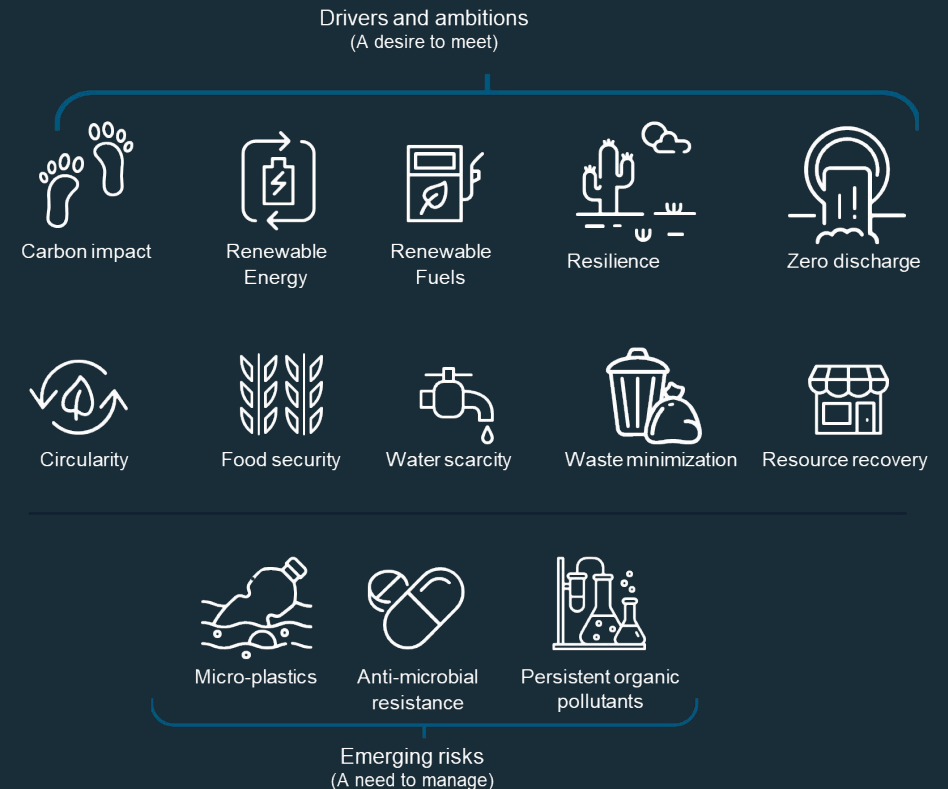 Drivers and ambitions
(A desire to meet)
Carbon impact
Renewable
Energy
Renewable
Fuels
Resilience
Zero discharge
Circularity
Food security
Water scarcity
Waste minimization
Resource recovery
Micro-plastics
Anti-microbial
resistance
Persistent organic
pollutants
Emerging risks
(A need to manage)